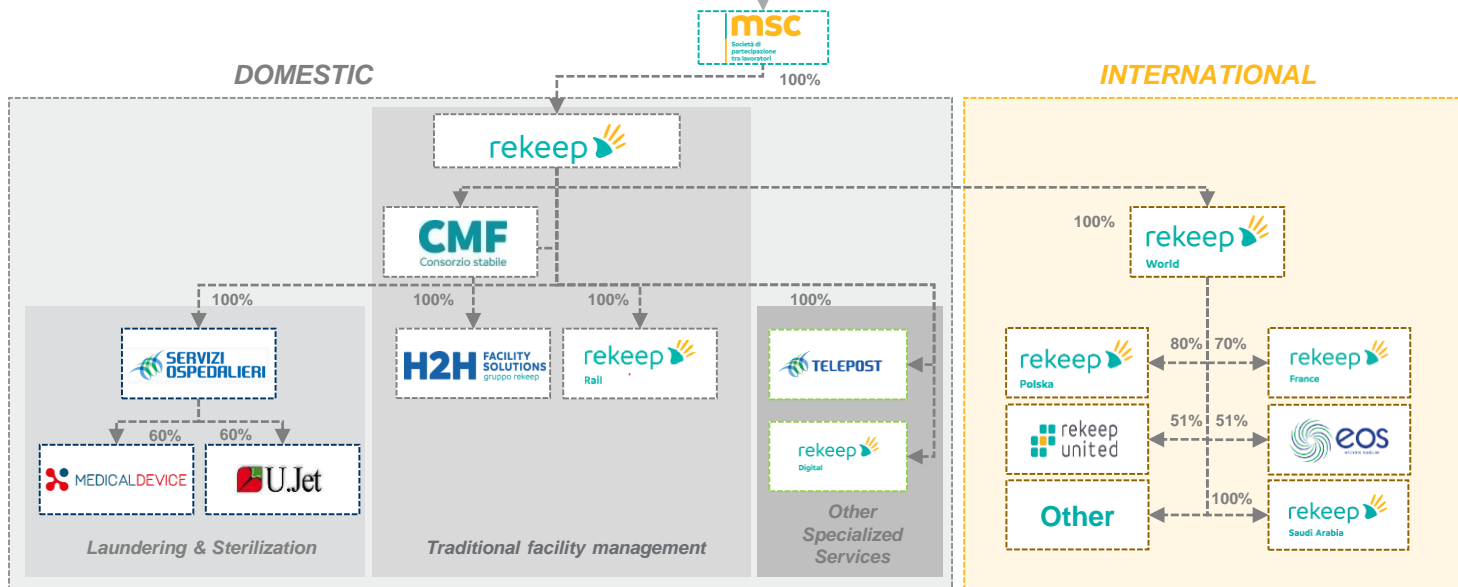 msc
Società di
partecipazione
tra lavoratori
DOMESTIC
100%
INTERNATIONAL
rekeep
CMF
Consorzio stabile
100%
rekeep
World
100%
100%
100%
100%
SERVIZI
OSPEDALIERI
H2H FACILITY
SOLUTIONS
gruppo rekeep
rekeep
Rail
TELEPOST
rekeep
Polska
80%
70%
rekeep
France
60%
60%
MEDICALDEVICE
U.Jet
rekeep
Digital
rekeep
united
51%
51%
eos
Other
100%
rekeep
Saudi Arabia
Laundering & Sterilization
Traditional facility management
Other
Specialized
Services